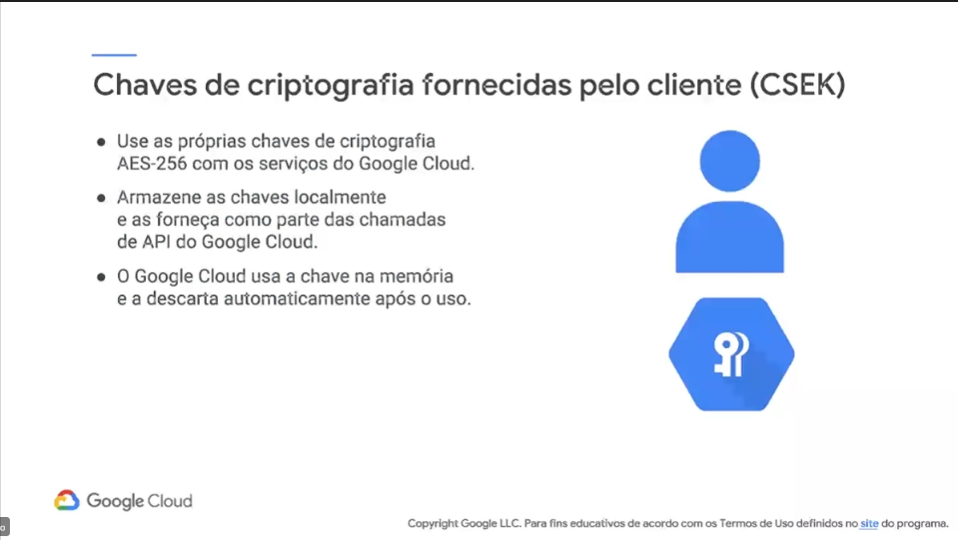 Chaves de criptografia fornecidas pelo cliente (CSEK)
● Use as próprias chaves de criptografia
AES-256 com os serviços do Google Cloud.
● Armazene as chaves localmente
e as forneça como parte das chamadas
de API do Google Cloud.
● O Google Cloud usa a chave na memória
e a descarta automaticamente após o uso.
Google Cloud
Copyright Google LLC. Para fins educativos de acordo com os Termos de Uso definidos no site do programa.
o